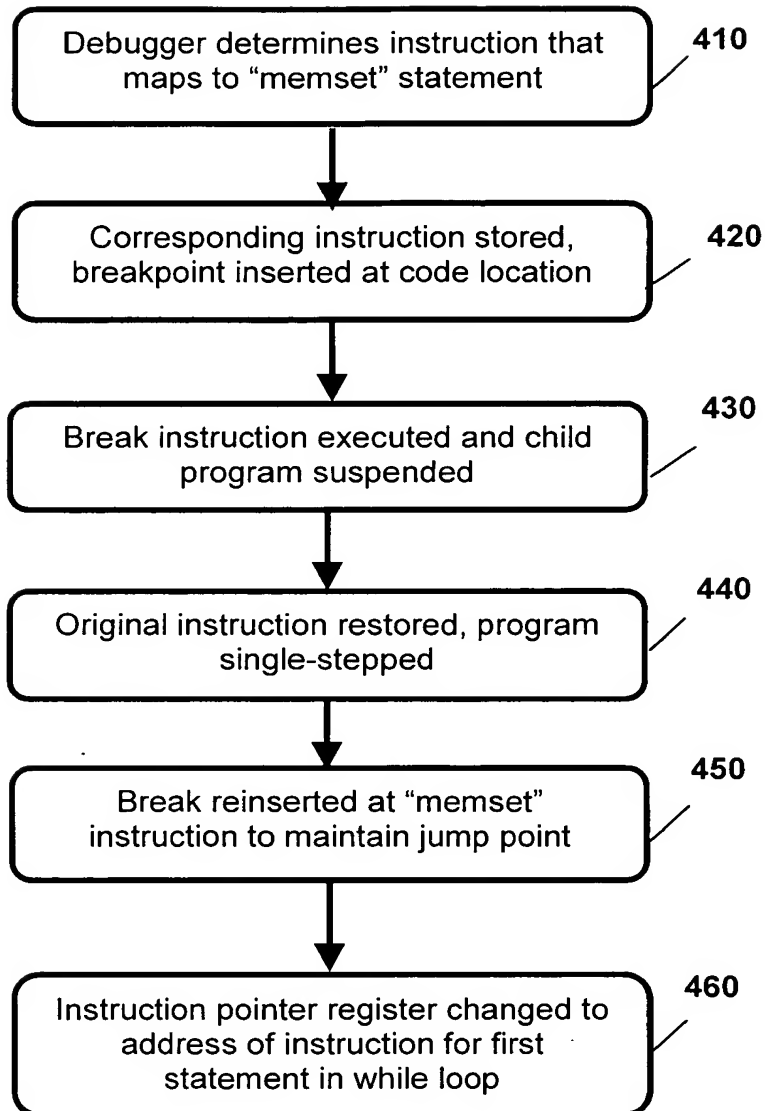 Debugger determines instruction that
maps to “memset” statement
410
Corresponding instruction stored,
breakpoint inserted at code location
420
Break instruction executed and child
program suspended
430
Original instruction restored, program
single-stepped
440
Break reinserted at “memset”
instruction to maintain jump point
450
Instruction pointer register changed to
address of instruction for first
statement in while loop
460